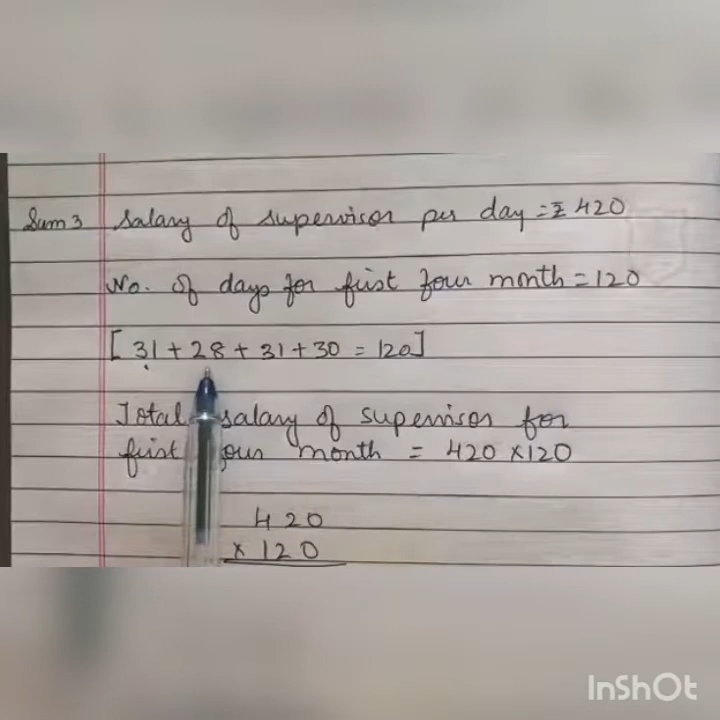 Sum 3 Salary of supervisor per day = ₹ 420
No. of days for first four month = 120
[ 31 + 28 + 31 + 30 = 120 ]
Total salary of supervisor for
first four month = 420 × 120
420
× 120
InShOt